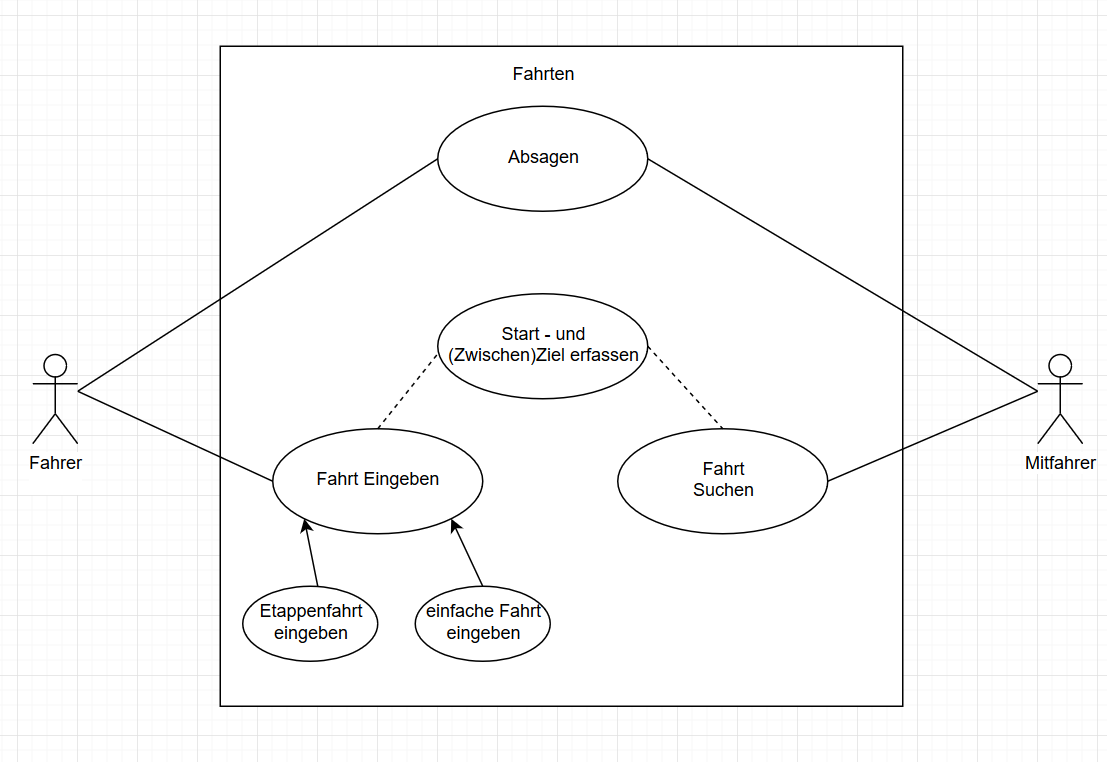 Fahrten
Absagen
Start - und
(Zwischen)Ziel erfassen
Fahrer
Mitfahrer
Fahrt Eingeben
Fahrt
Suchen
Etappenfahrt
eingeben
einfache Fahrt
eingeben